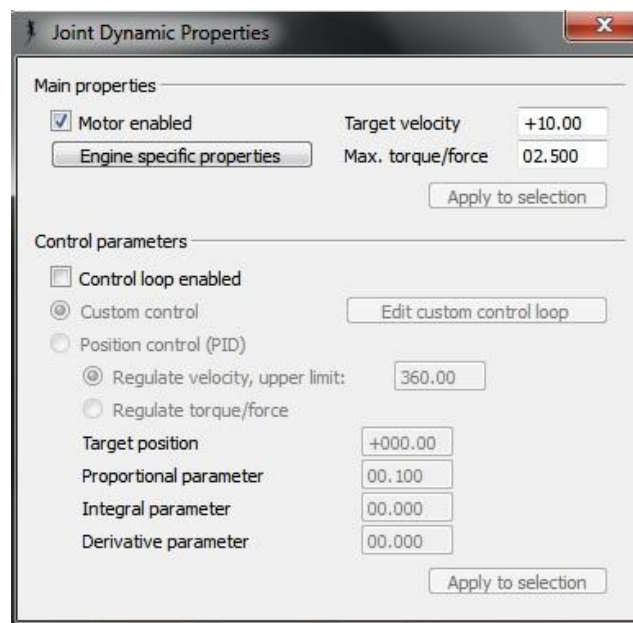 Joint Dynamic Properties
X
Main properties
Motor enabled Target velocity +10.00
Engine specific properties Max. torque/force 02.500
Apply to selection
Control parameters
Control loop enabled
Custom control Edit custom control loop
Position control (PID)
Regulate velocity, upper limit: 360.00
Regulate torque/force
Target position +000.00
Proportional parameter 00.100
Integral parameter 00.000
Derivative parameter 00.000
Apply to selection